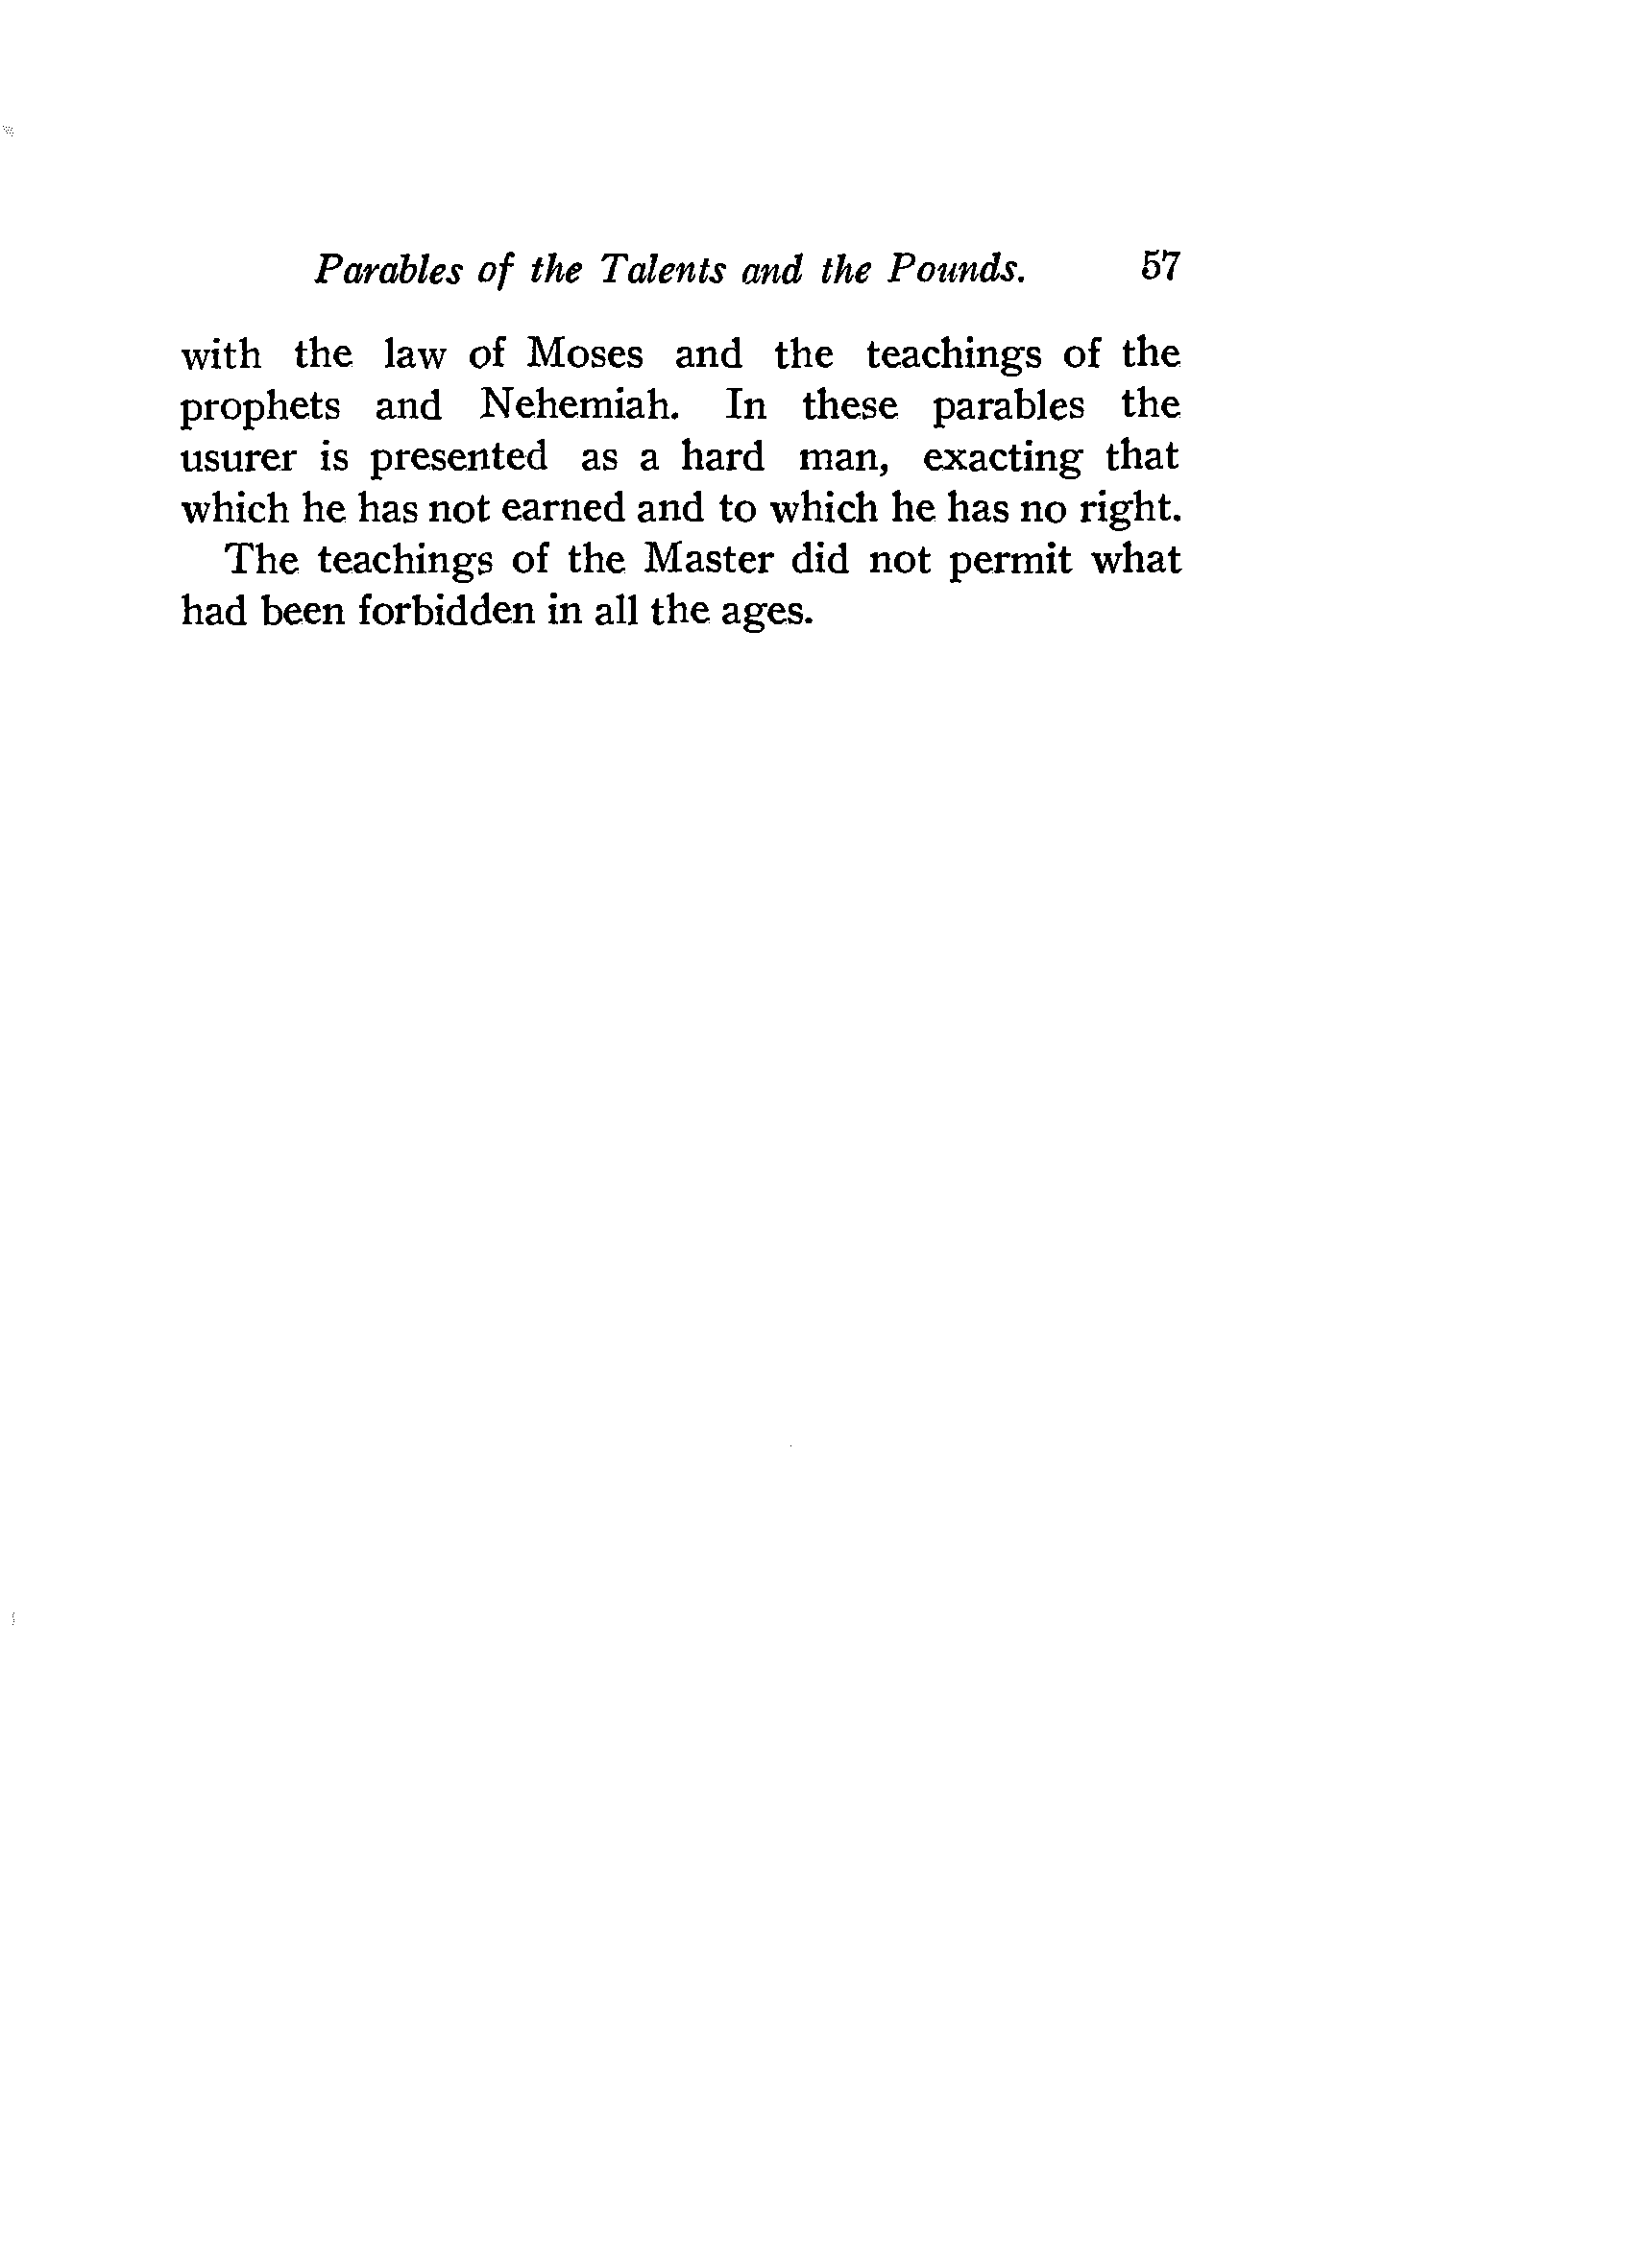 Parables of the Talents and the Pounds. 57
with the law of Moses and the teachings of the
prophets and Nehemiah. In these parables the
usurer is presented as a hard man, exacting that
which he has not earned and to which he has no right.
The teachings of the Master did not permit what
had been forbidden in all the ages.